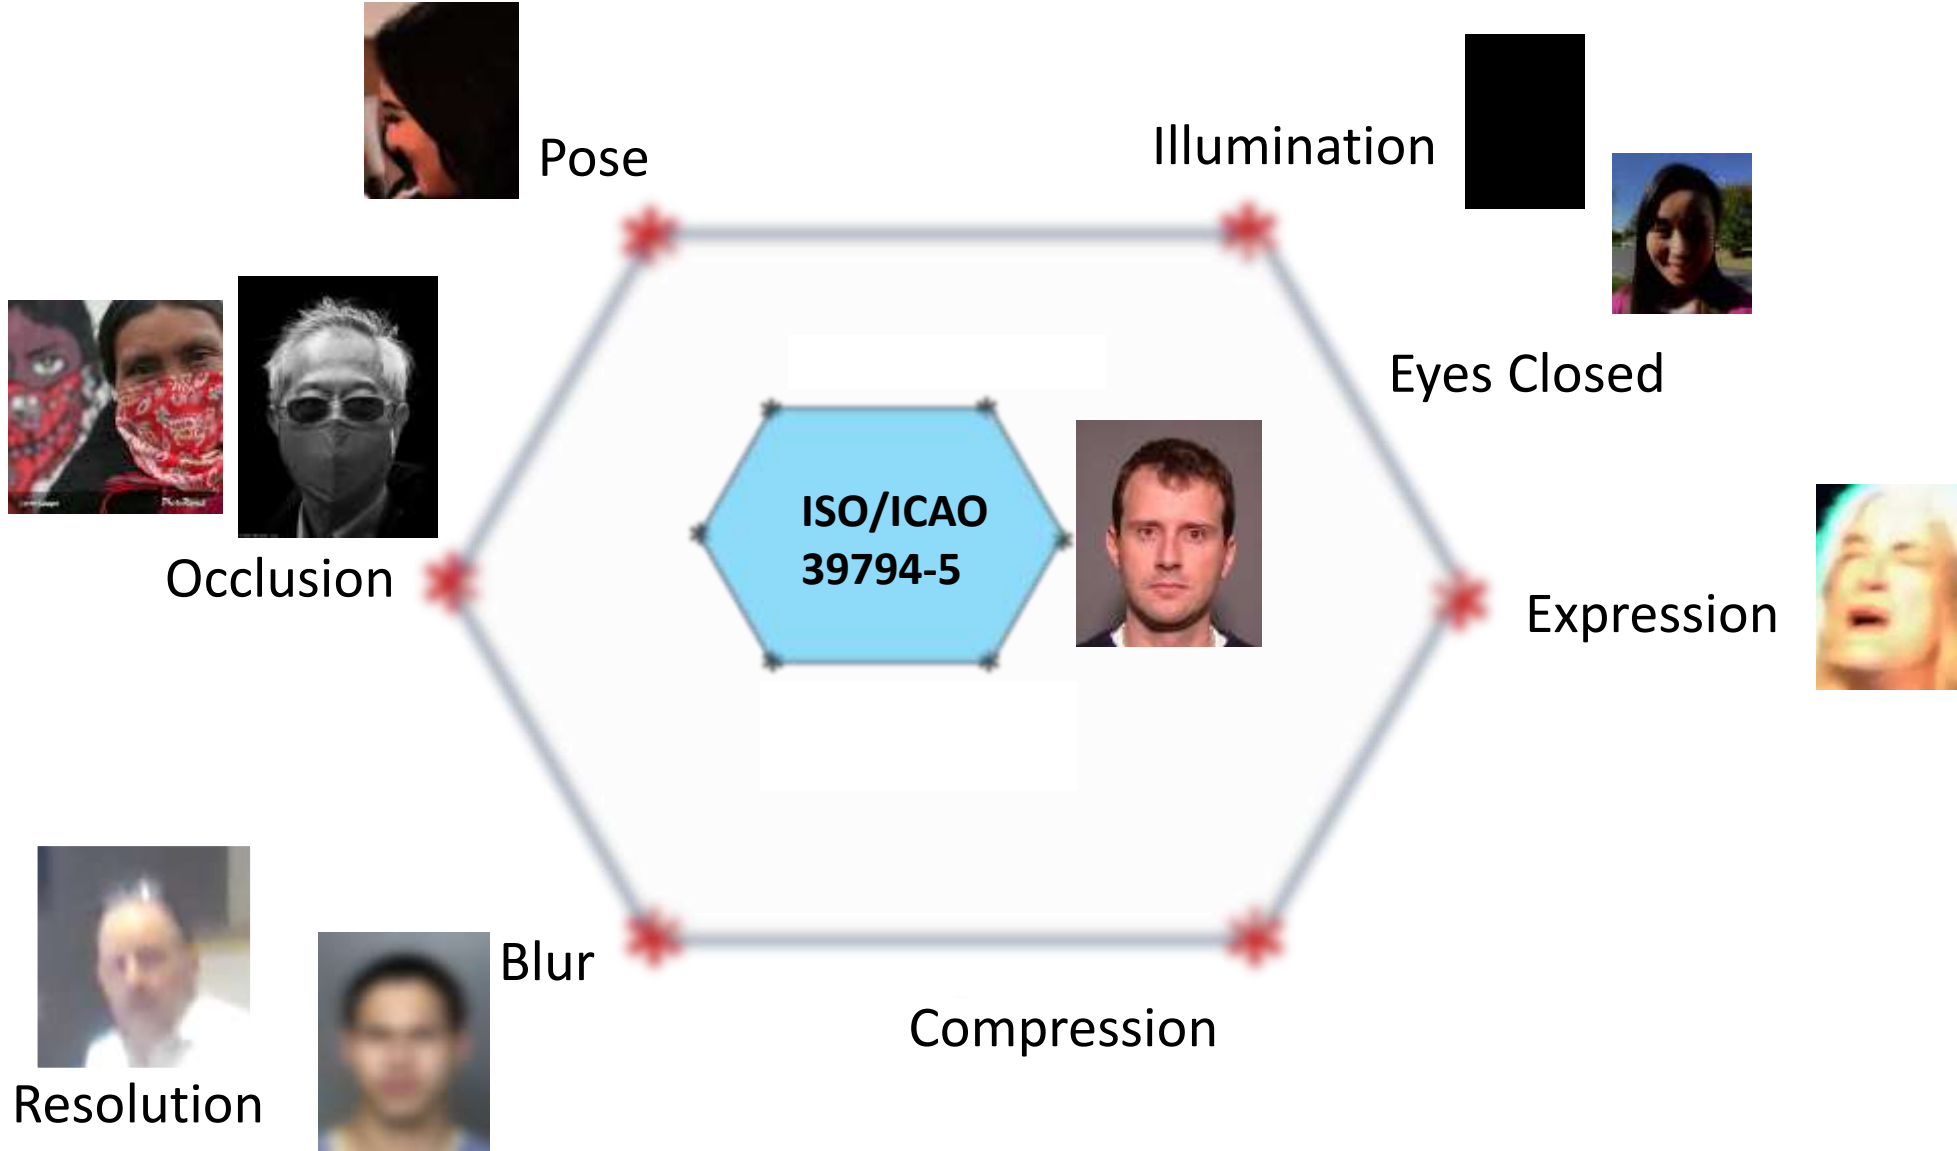 Pose
Illumination
Eyes Closed
ISO/ICAO
39794-5
Occlusion
Expression
Blur
Compression
Resolution